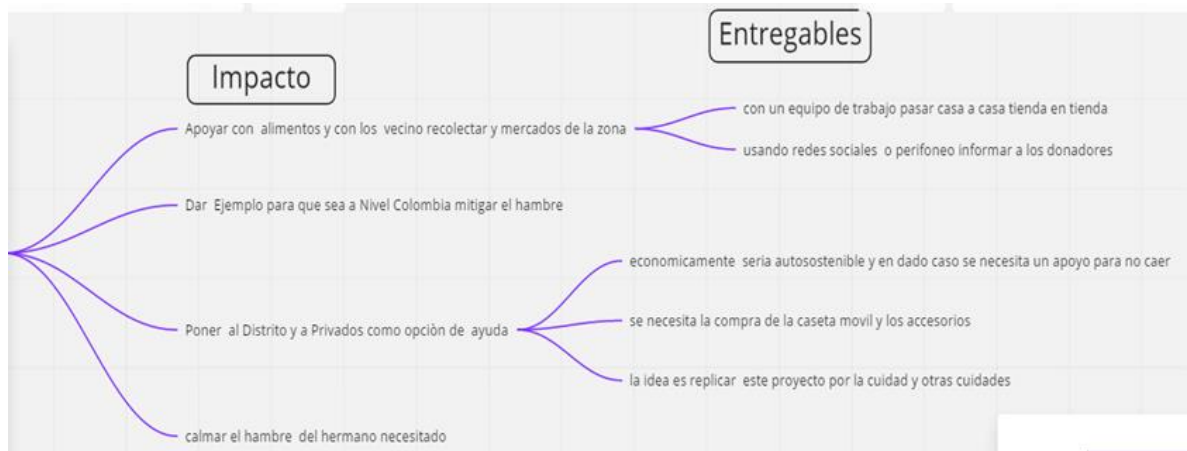 Impacto
Entregables
Apoyar con alimentos y con los vecino recolectar y mercados de la zona
con un equipo de trabajo pasar casa a casa tienda en tienda
usando redes sociales o perifoneo informar a los donadores
Dar Ejemplo para que sea a Nivel Colombia mitigar el hambre
Poner al Distrito y a Privados como opciòn de ayuda
economicamente seria autosostenible y en dado caso se necesita un apoyo para no caer
se necesita la compra de la caseta movil y los accesorios
la idea es replicar este proyecto por la cuidad y otras cuidades
calmar el hambre del hermano necesitado